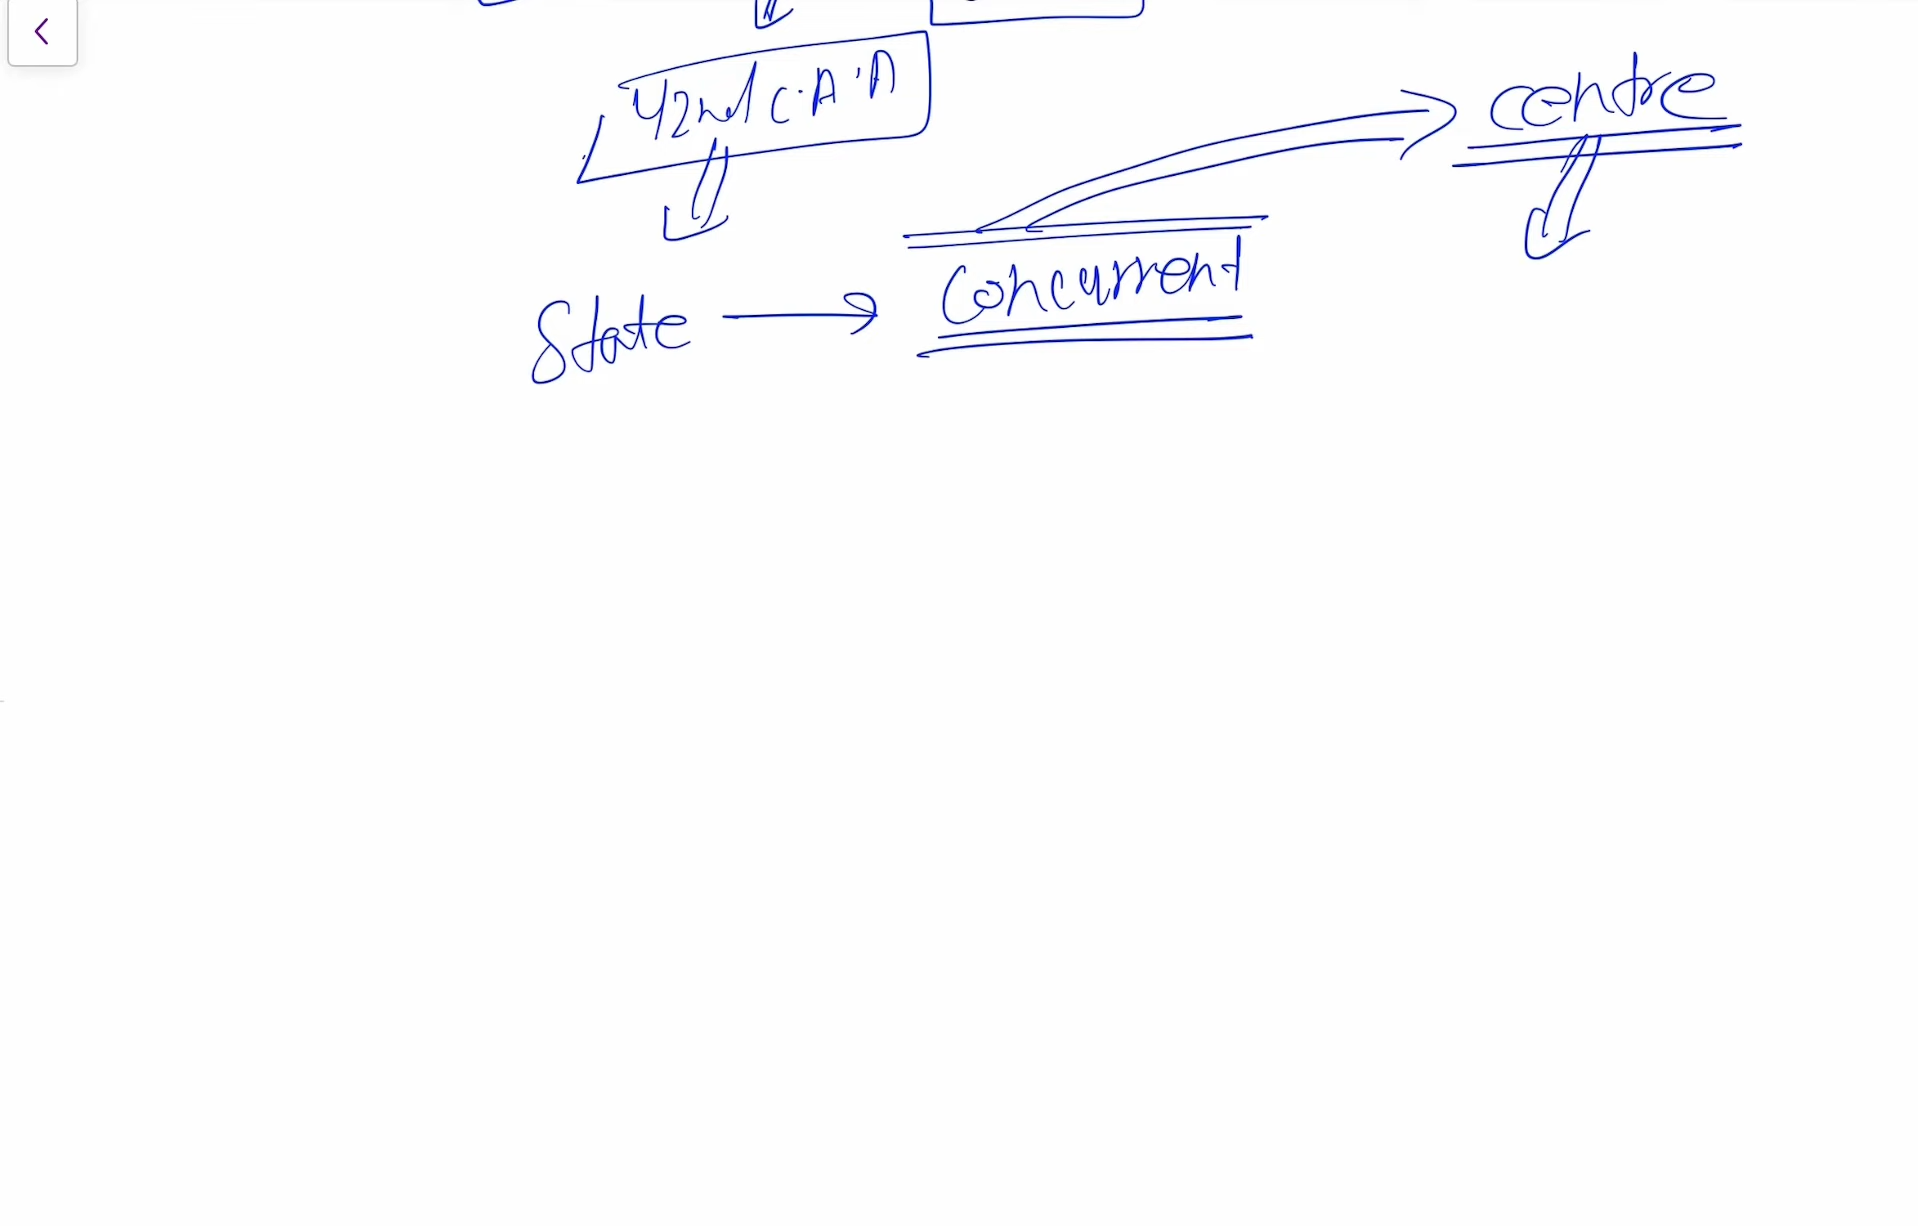 42nd C.A.A
centre
State → Concurrent